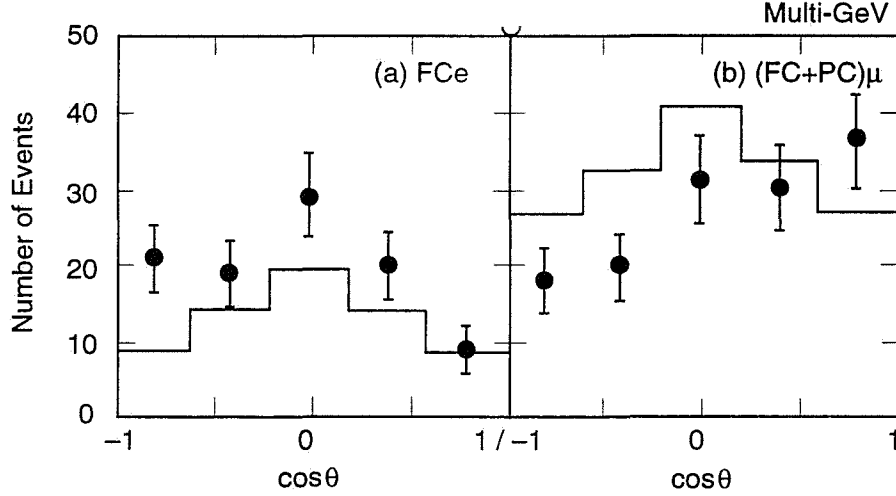 Multi-GeV
50
40
30
20
10
0
Number of Events
(a) FCe
(b) (FC+PC)μ
−1
0
1 / −1
0
1
cosθ
cosθ